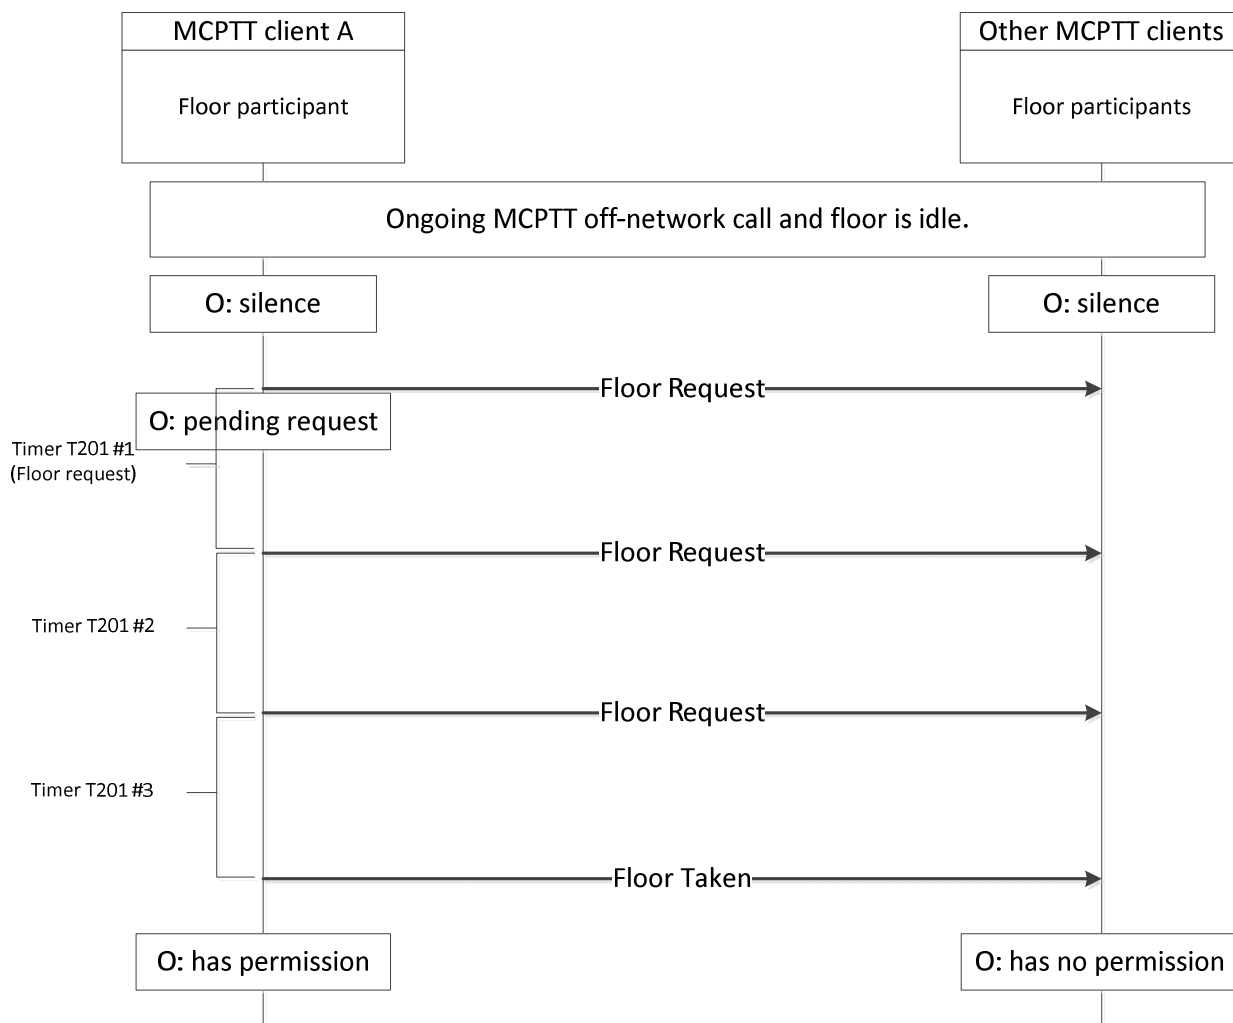 MCPTT client A
Other MCPTT clients
Floor participant
Floor participants
Ongoing MCPTT off-network call and floor is idle.
O: silence
O: silence
Floor Request
O: pending request
Timer T201 #1
(Floor request)
Floor Request
Timer T201 #2
Floor Request
Timer T201 #3
Floor Taken
O: has permission
O: has no permission